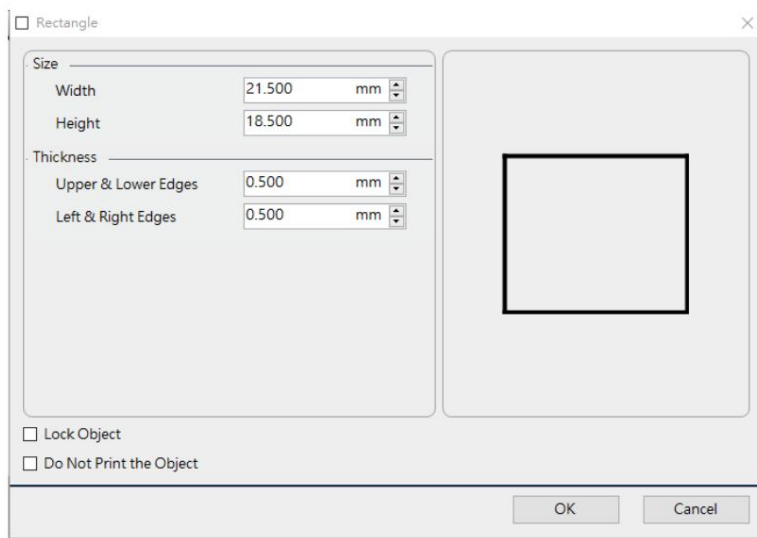 Rectangle
Size
Width 21.500 mm
Height 18.500 mm
Thickness
Upper & Lower Edges 0.500 mm
Left & Right Edges 0.500 mm
Lock Object
Do Not Print the Object
OK Cancel